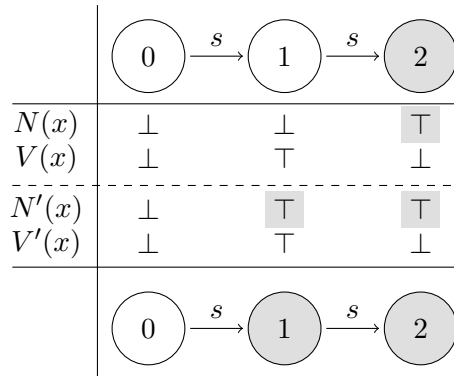 s s
0 1 2
N(x) ⊥ ⊥ ⊤
V(x) ⊥ ⊤ ⊥
N′(x) ⊥ ⊤ ⊤
V′(x) ⊥ ⊤ ⊥
s s
0 1 2